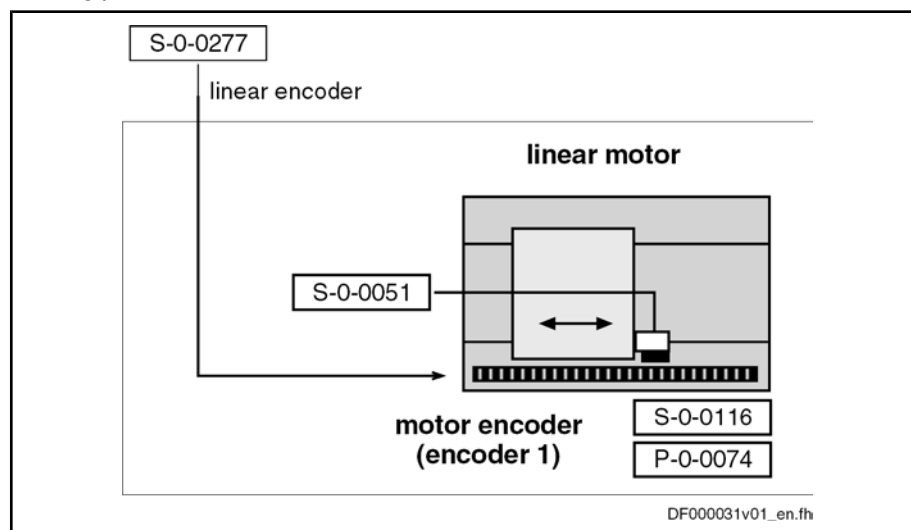 S-0-0277
linear encoder
linear motor
S-0-0051
motor encoder
(encoder 1)
S-0-0116
P-0-0074
DF000031v01_en.fh